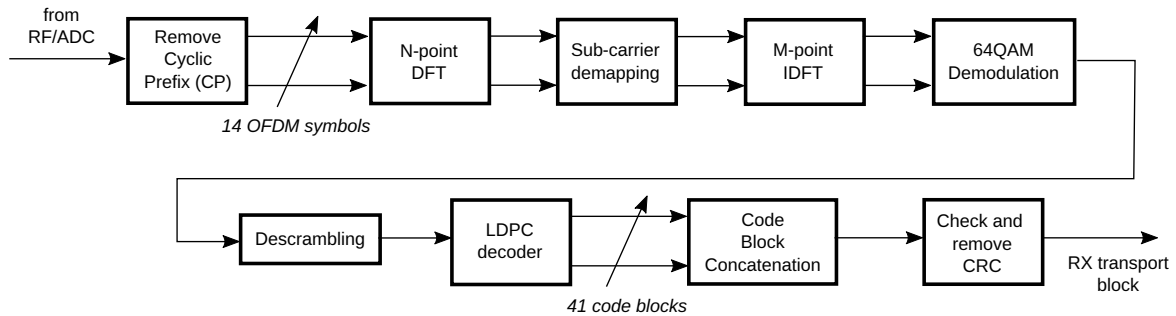 from
RF/ADC
Remove
Cyclic
Prefix (CP)
14 OFDM symbols
N-point
DFT
Sub-carrier
demapping
M-point
IDFT
64QAM
Demodulation
Descrambling
LDPC
decoder
41 code blocks
Code
Block
Concatenation
Check and
remove
CRC
RX transport
block